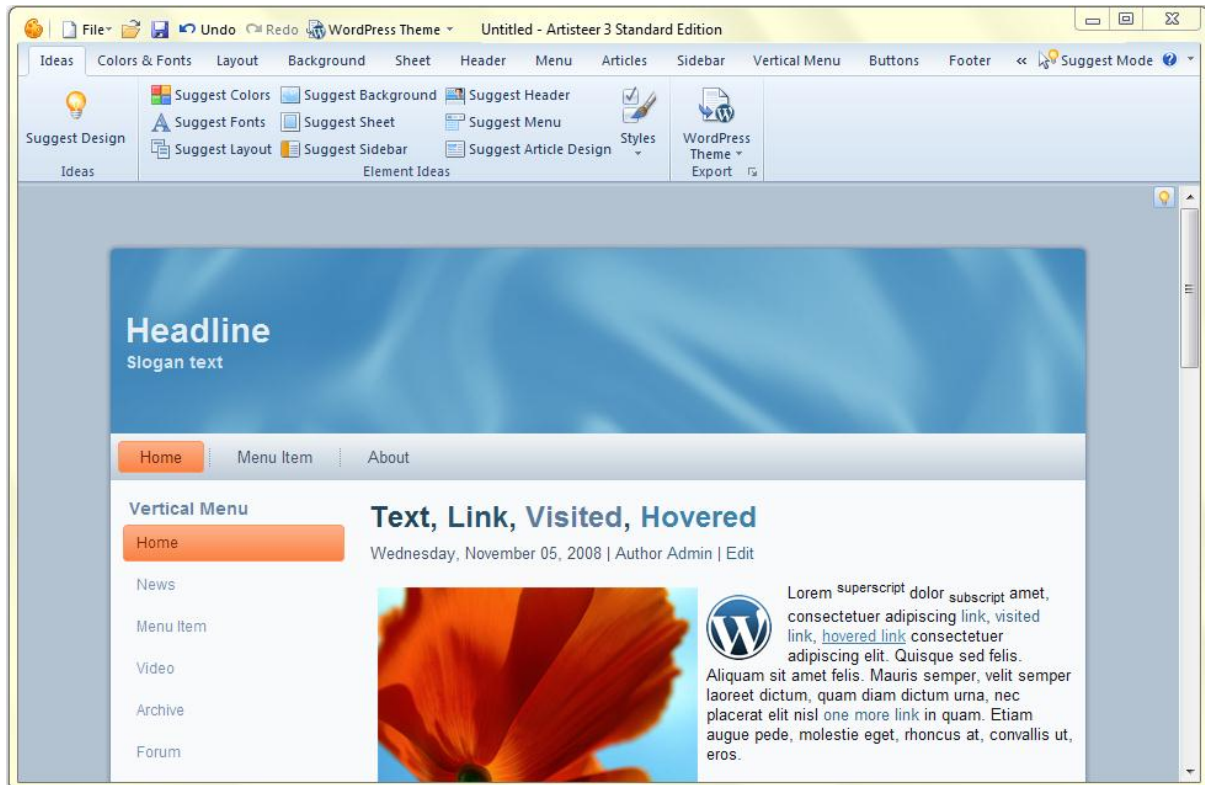 File Undo Redo WordPress Theme Untitled - Artisteer 3 Standard Edition
Ideas Colors & Fonts Layout Background Sheet Header Menu Articles Sidebar Vertical Menu Buttons Footer « Suggest Mode
Suggest Design
Ideas
Suggest Colors Suggest Background Suggest Header
Suggest Fonts Suggest Sheet Suggest Menu
Suggest Layout Suggest Sidebar Suggest Article Design
Element Ideas
Styles
WordPress
Theme
Export
Headline
Slogan text
Home Menu Item About
Vertical Menu
Home
News
Menu Item
Video
Archive
Forum
Text, Link, Visited, Hovered
Wednesday, November 05, 2008 | Author Admin | Edit
Lorem superscript dolor subscript amet,
consectetuer adipiscing link, visited
link, hovered link consectetuer
adipiscing elit. Quisque sed felis.
Aliquam sit amet felis. Mauris semper, velit semper
laoreet dictum, quam diam dictum urna, nec
placerat elit nisl one more link in quam. Etiam
augue pede, molestie eget, rhoncus at, convallis ut,
eros.